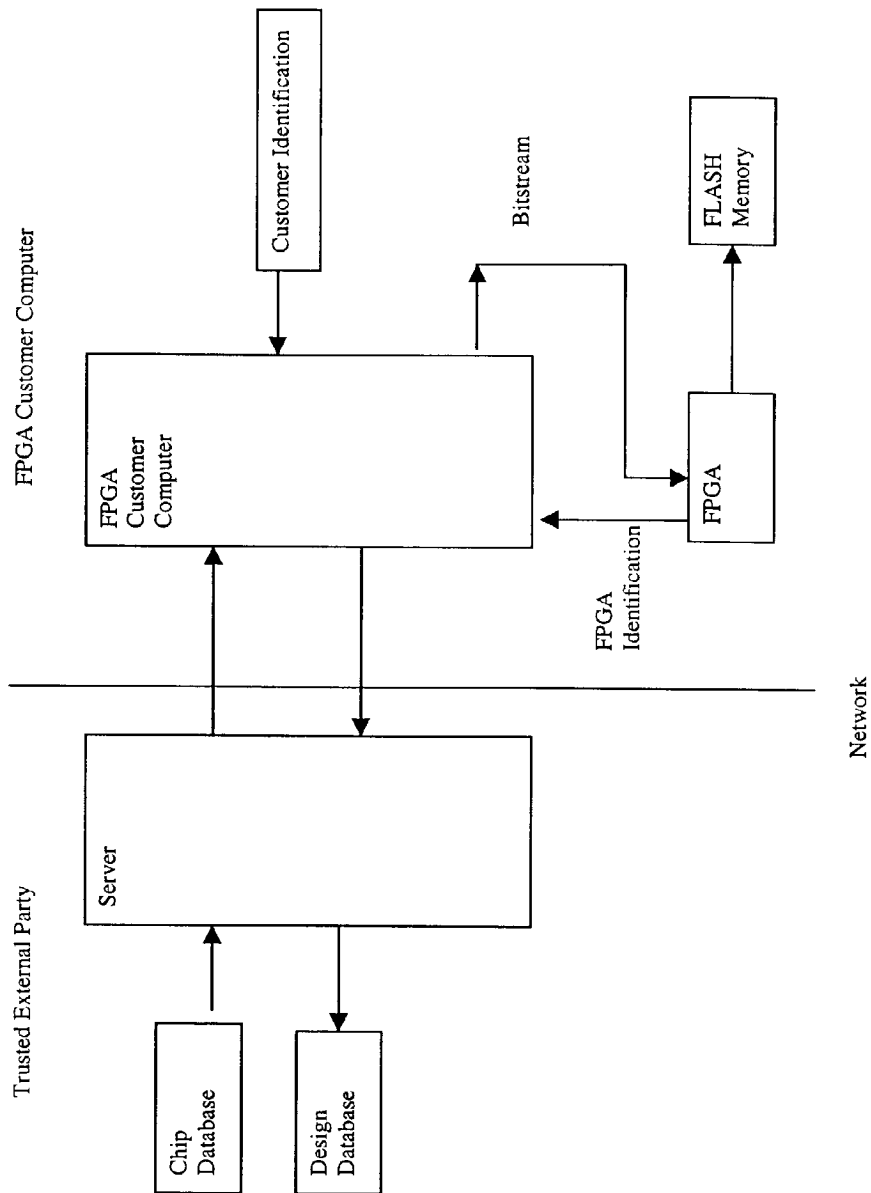 Trusted External Party
FPGA Customer Computer
Chip
Database
Design
Database
Server
FPGA
Customer
Computer
Customer Identification
FPGA
Identification
Bitstream
FPGA
FLASH
Memory
Network